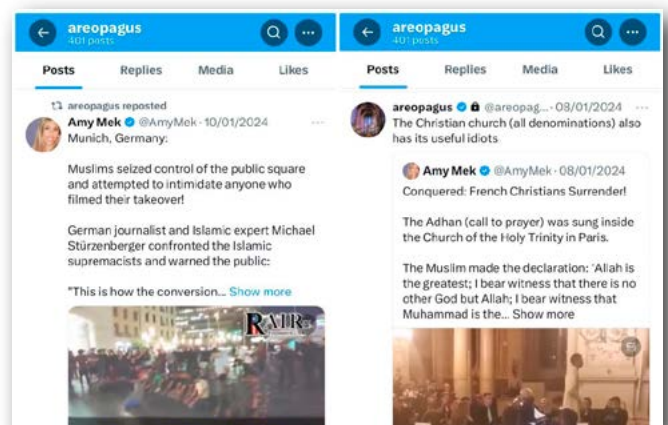 areopagus
401 posts
Posts Replies Media Likes
areopagus reposted
Amy Mek @AmyMek · 10/01/2024 ...
Munich, Germany:
Muslims seized control of the public square
and attempted to intimidate anyone who
filmed their takeover!
German journalist and Islamic expert Michael
Stürzenberger confronted the Islamic
supremacists and warned the public:
"This is how the conversion... Show more
RAIR
areopagus
401 posts
Posts Replies Media Likes
areopagus @areopag... · 08/01/2024 ...
The Christian church (all denominations) also
has its useful idiots
Amy Mek @AmyMek · 08/01/2024
Conquered: French Christians Surrender!
The Adhan (call to prayer) was sung inside
the Church of the Holy Trinity in Paris.
The Muslim made the declaration: 'Allah is
the greatest; I bear witness that there is no
other God but Allah; I bear witness that
Muhammad is the... Show more